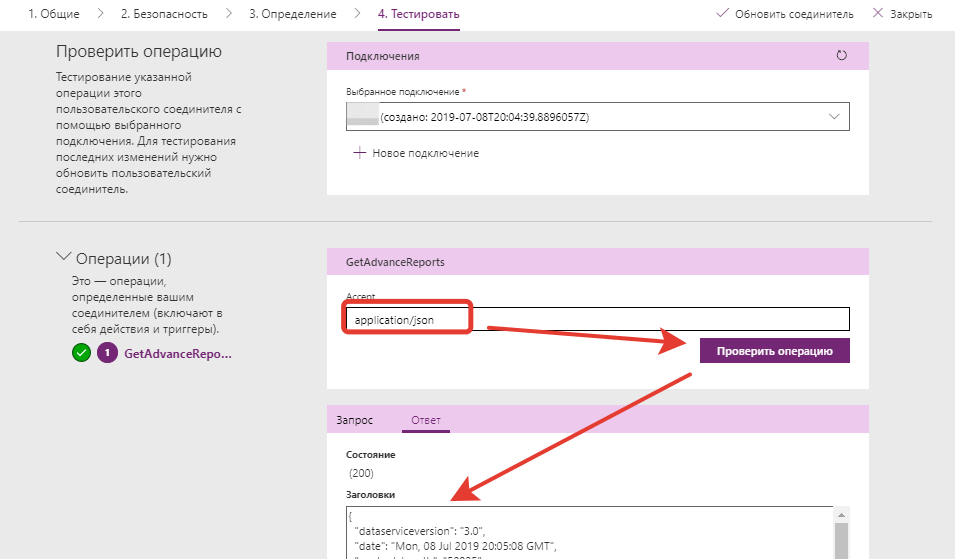 1. Общие 2. Безопасность 3. Определение 4. Тестировать Обновить соединитель Закрыть
Проверить операцию
Тестирование указанной
операции этого
пользовательского соединителя с
помощью выбранного
подключения. Для тестирования
последних изменений нужно
обновить пользовательский
соединитель.
Подключения
Выбранное подключение *
(создано: 2019-07-08T20:04:39.8896057Z)
Новое подключение
Операции (1)
Это — операции,
определенные вашим
соединителем (включают в
себя действия и триггеры).
1 GetAdvanceRepo...
GetAdvanceReports
Accept
application/json
Проверить операцию
Запрос Ответ
Состояние
(200)
Заголовки
{
"dataserviceversion": "3.0",
"date": "Mon, 08 Jul 2019 20:05:08 GMT",